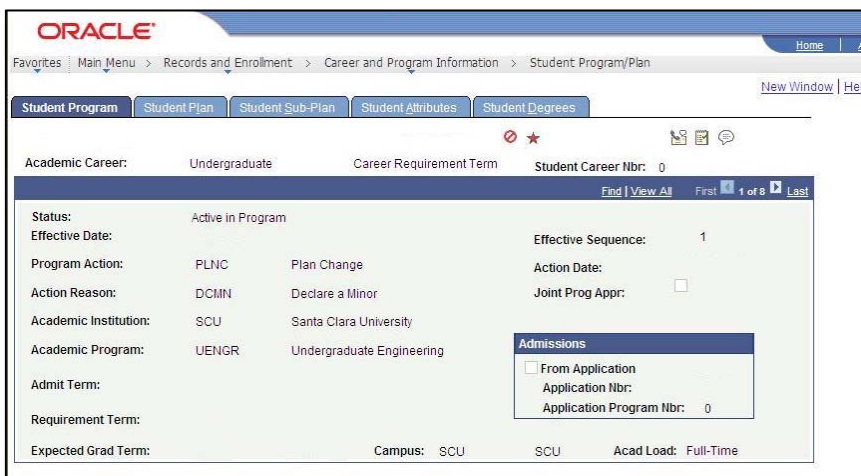 ORACLE®
Home
Favorites Main Menu > Records and Enrollment > Career and Program Information > Student Program/Plan
New Window | Hel
Student Program Student Plan Student Sub-Plan Student Attributes Student Degrees
Academic Career: Undergraduate Career Requirement Term Student Career Nbr: 0
Find | View All First 1 of 8 Last
Status: Active in Program
Effective Date: Effective Sequence: 1
Program Action: PLNC Plan Change Action Date:
Action Reason: DCMN Declare a Minor Joint Prog Appr:
Academic Institution: SCU Santa Clara University
Academic Program: UENGR Undergraduate Engineering Admissions
From Application
Admit Term: Application Nbr:
Application Program Nbr: 0
Requirement Term:
Expected Grad Term: Campus: SCU SCU Acad Load: Full-Time